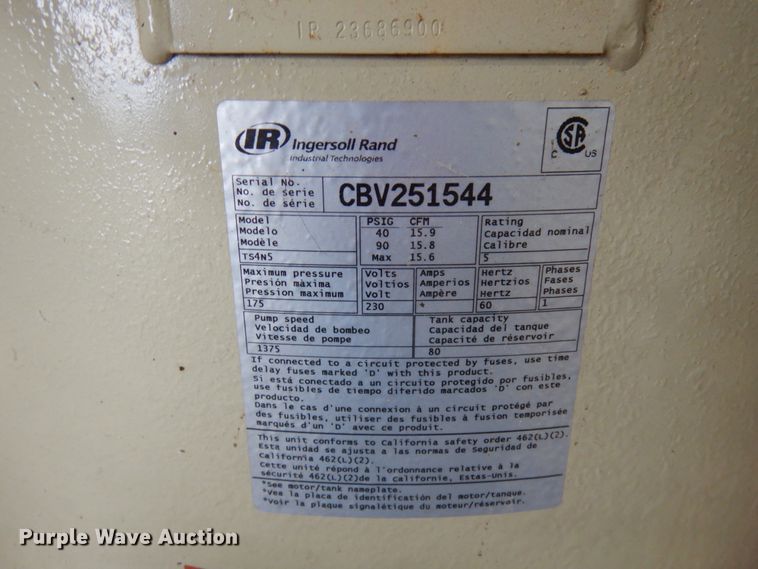 IR 23686900
IR Ingersoll Rand
Industrial Technologies
C SA US
Serial No.
No. de serie
No. de série
CBV251544
Model
Modelo
Modèle
TS4N5
PSIG CFM
40 15.9
90 15.8
Max 15.6
Rating
Capacidad nominal
Calibre
5
Maximum pressure
Presión màxima
Pression maximum
175
Volts
Voltios
Volt
230
Amps
Amperios
Ampère
*
Hertz
Hertzios
Hertz
60
Phases
Fases
Phases
1
Pump speed
Velocidad de bombeo
Vitesse de pompe
1375
Tank capacity
Capacidad del tanque
Capacité de réservoir
80
If connected to a circuit protected by fuses, use time
delay fuses marked 'D' with this product.
Si está conectado a un circuito protegido por fusibles,
use fusibles de tiempo diferido marcados 'D' con este
producto.
Dans le cas d'une connexion à un circuit protégé par
des fusibles, utiliser des fusibles à fusion temporisée
marqués d'un 'D' avec ce produit.
This unit conforms to California safety order 462(L)(2).
Esta unidad se ajusta a las normas de Seguridad de
California 462(L)(2).
Cette unité répond à l'ordonnance relative à la
sécurité 462(L)(2)de la californie, Estas-Unis.
*See motor/tank nameplate.
*Vea la placa de identificación del motor/tanque.
*Voir la plaque signalétique du moteur/réservoir.
Purple Wave Auction